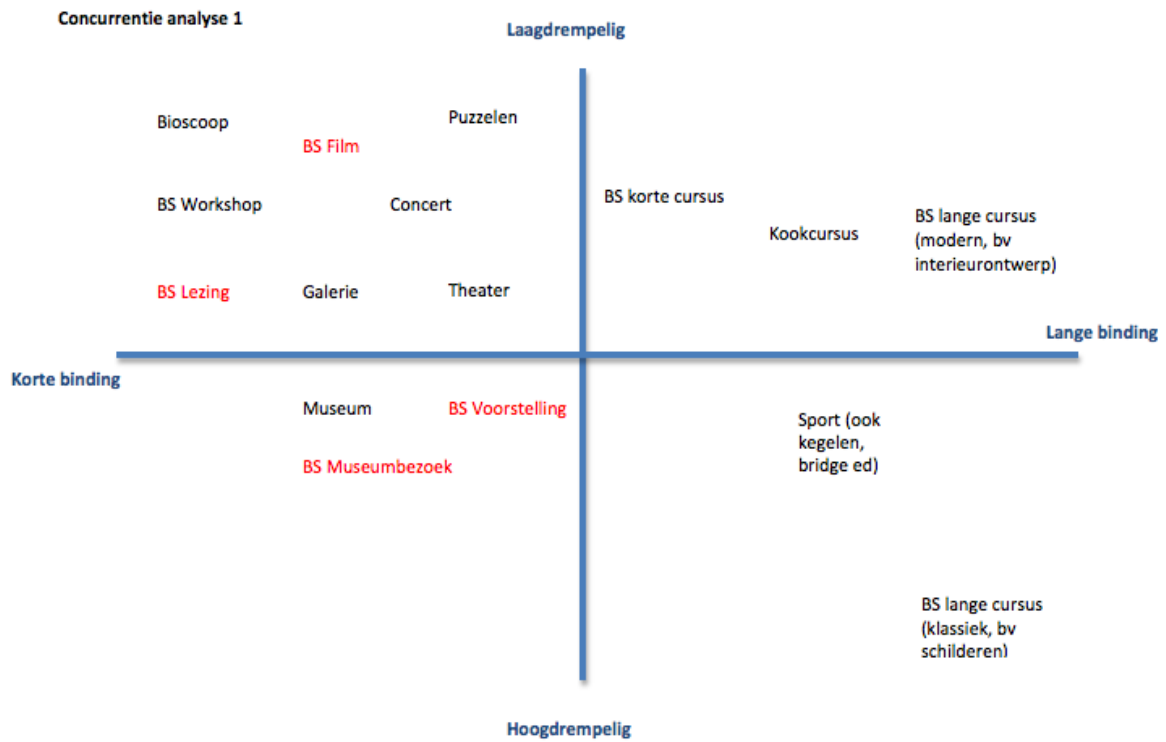 Concurrentie analyse 1
Laagdrempelig
Bioscoop
Puzzelen
BS Film
BS Workshop
Concert
BS korte cursus
Kookcursus
BS lange cursus
(modern, bv
interieurontwerp)
BS Lezing
Galerie
Theater
Lange binding
Korte binding
Museum
BS Voorstelling
BS Museumbezoek
Sport (ook
kegelen,
bridge ed)
BS lange cursus
(klassiek, bv
schilderen)
Hoogdrempelig